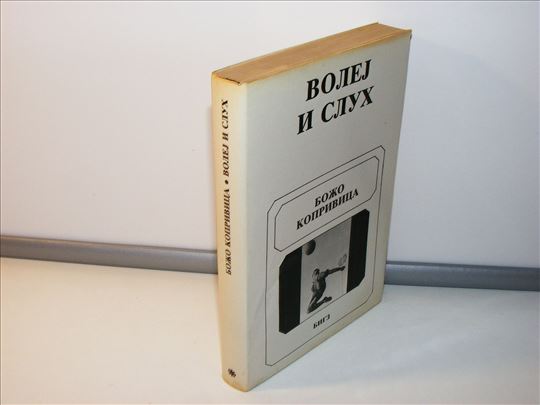 БОЖО КОПРИВИЦА • ВОЛЕЈ И СЛУХ
ВОЛЕЈ
И СЛУХ
БОЖО
КОПРИВИЦА
БИГЗ